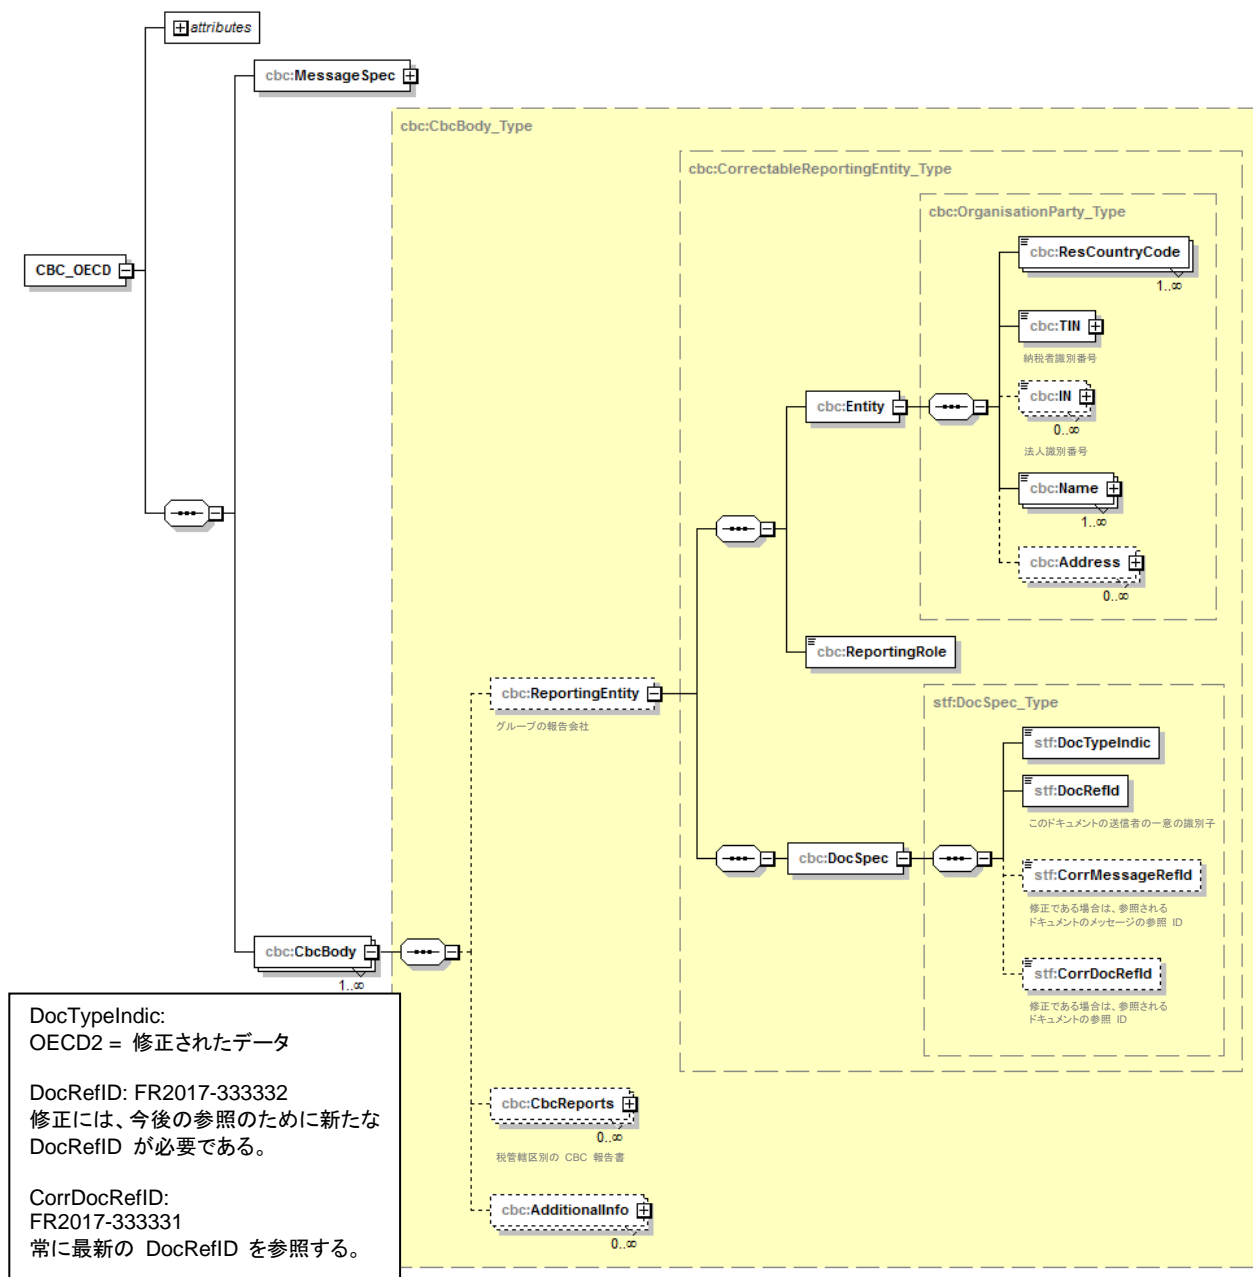 attributes
cbc:MessageSpec
cbc:CbcBody_Type
cbc:CorrectableReportingEntity_Type
cbc:OrganisationParty_Type
cbc:ResCountryCode
1..∞
CBC_OECD
cbc:TIN
納税者識別番号
cbc:IN
0..∞
法人識別番号
cbc:Entity
cbc:Name
1..∞
cbc:Address
0..∞
cbc:ReportingRole
cbc:ReportingEntity
グループの報告会社
stf:DocSpec_Type
stf:DocTypeIndic
stf:DocRefId
このドキュメントの送信者の一意の識別子
cbc:DocSpec
stf:CorrMessageRefId
修正である場合は、参照される
ドキュメントのメッセージの参照 ID
stf:CorrDocRefId
修正である場合は、参照される
ドキュメントの参照 ID
cbc:CbcBody
1..∞
cbc:CbcReports
0..∞
税管轄区別の CBC 報告書
cbc:AdditionalInfo
0..∞
DocTypeIndic:
OECD2 = 修正されたデータ
DocRefID: FR2017-333332
修正には、今後の参照のために新たな
DocRefID が必要である。
CorrDocRefID:
FR2017-333331
常に最新の DocRefID を参照する。